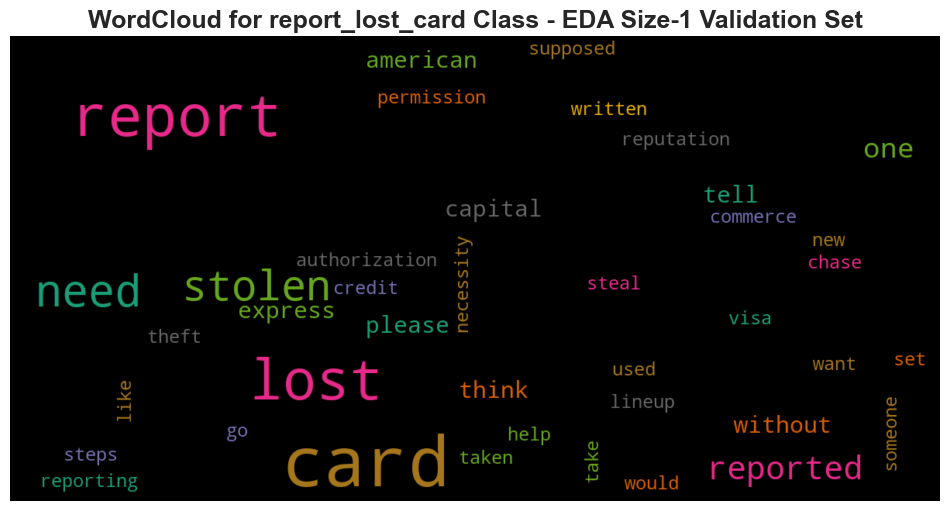 WordCloud for report_lost_card Class - EDA Size-1 Validation Set
supposed
american
permission
report
written
reputation
one
tell
capital
commerce
new
authorization
chase
necessity
stolen
need
credit
steal
express
please
visa
theft
lost
set
want
used
think
like
lineup
without
someone
go
help
card
steps
taken
take
reported
reporting
would